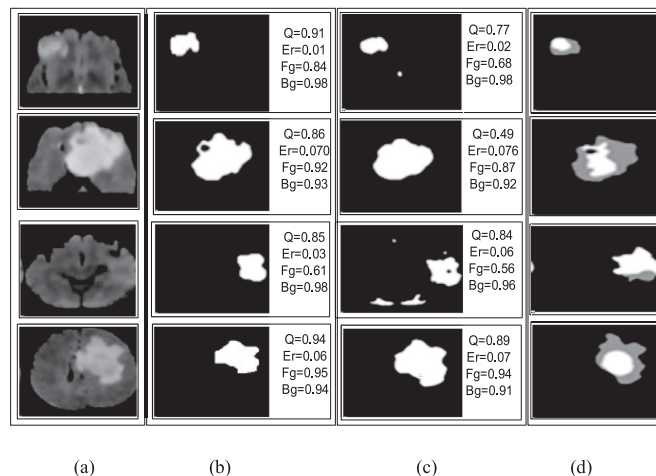 Q=0.91
Er=0.01
Fg=0.84
Bg=0.98
Q=0.77
Er=0.02
Fg=0.68
Bg=0.98
Q=0.86
Er=0.070
Fg=0.92
Bg=0.93
Q=0.49
Er=0.076
Fg=0.87
Bg=0.92
Q=0.85
Er=0.03
Fg=0.61
Bg=0.98
Q=0.84
Er=0.06
Fg=0.56
Bg=0.96
Q=0.94
Er=0.06
Fg=0.95
Bg=0.94
Q=0.89
Er=0.07
Fg=0.94
Bg=0.91
(a) (b) (c) (d)